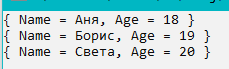 { Name = Аня, Age = 18 }
{ Name = Борис, Age = 19 }
{ Name = Света, Age = 20 }